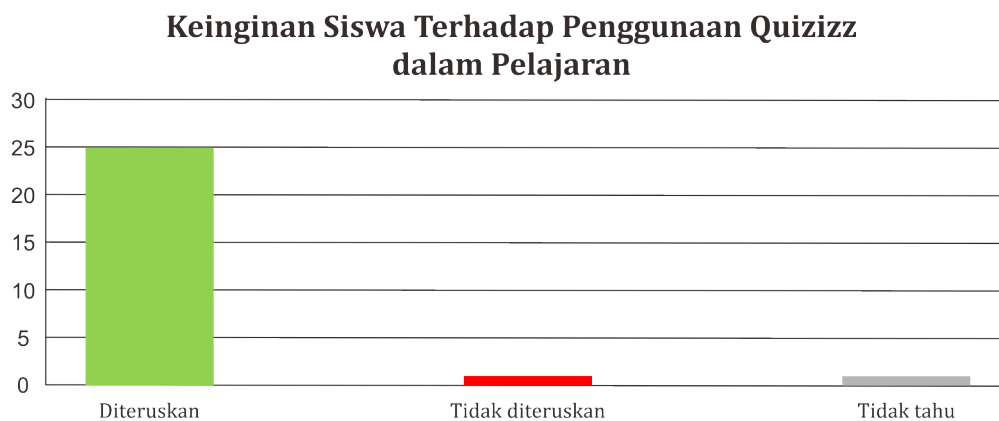 Keinginan Siswa Terhadap Penggunaan Quizizz
dalam Pelajaran
30
25
20
15
10
5
0
Diteruskan
Tidak diteruskan
Tidak tahu